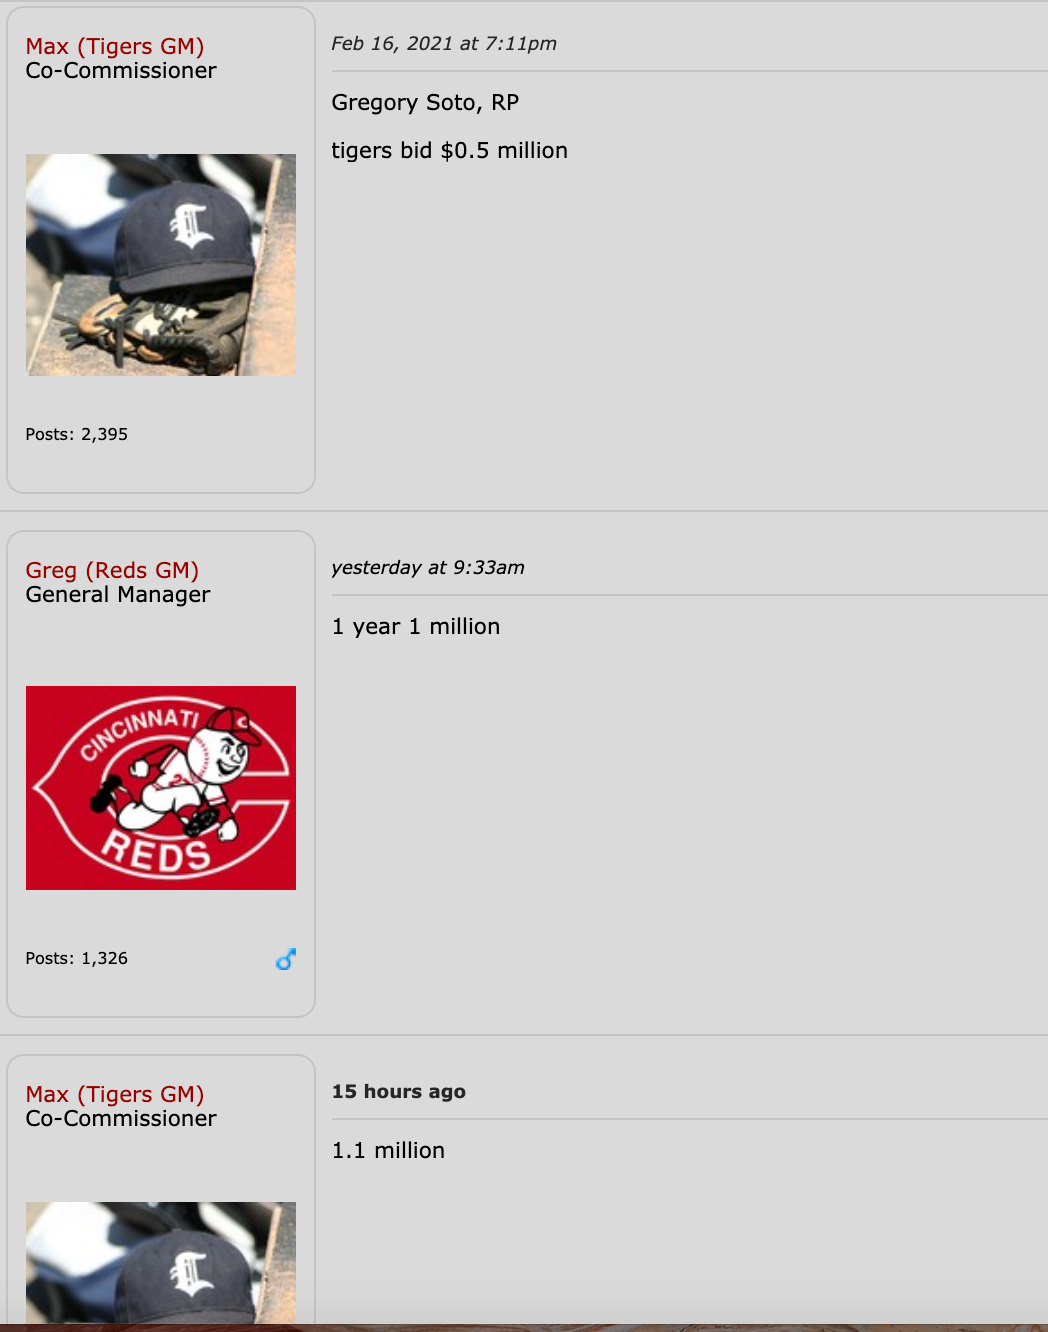 Max (Tigers GM)
Co-Commissioner
Feb 16, 2021 at 7:11pm
Gregory Soto, RP
tigers bid $0.5 million
Posts: 2,395
Greg (Reds GM)
General Manager
yesterday at 9:33am
1 year 1 million
CINCINNATI
REDS
Posts: 1,326
Max (Tigers GM)
Co-Commissioner
15 hours ago
1.1 million